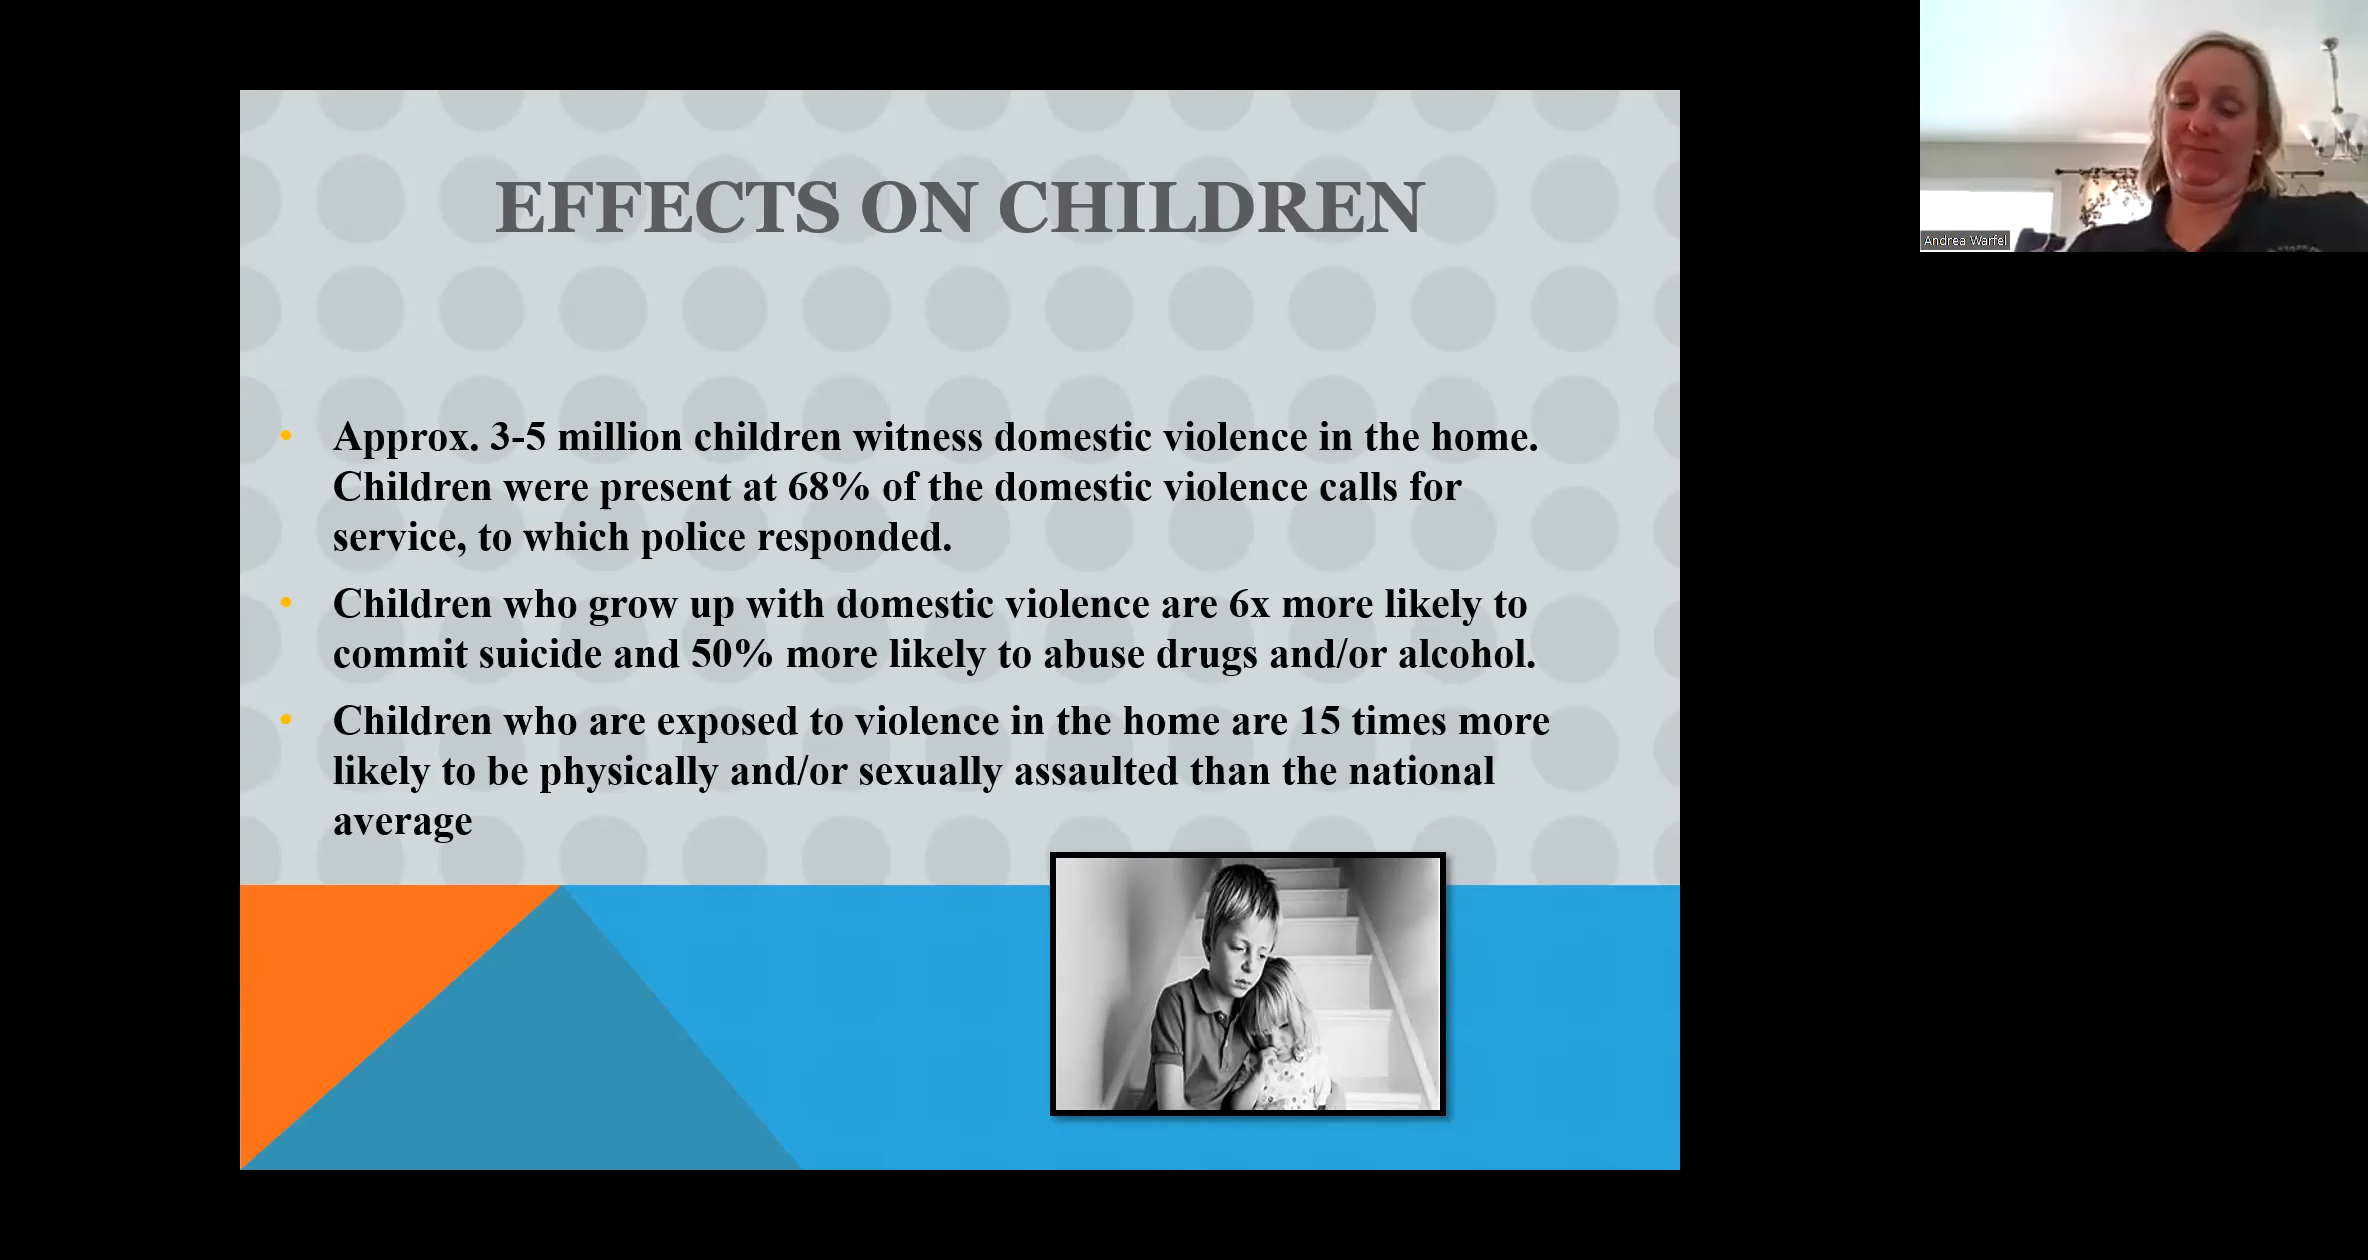 EFFECTS ON CHILDREN
• Approx. 3-5 million children witness domestic violence in the home.
Children were present at 68% of the domestic violence calls for
service, to which police responded.
• Children who grow up with domestic violence are 6x more likely to
commit suicide and 50% more likely to abuse drugs and/or alcohol.
• Children who are exposed to violence in the home are 15 times more
likely to be physically and/or sexually assaulted than the national
average
Andrea Warfel